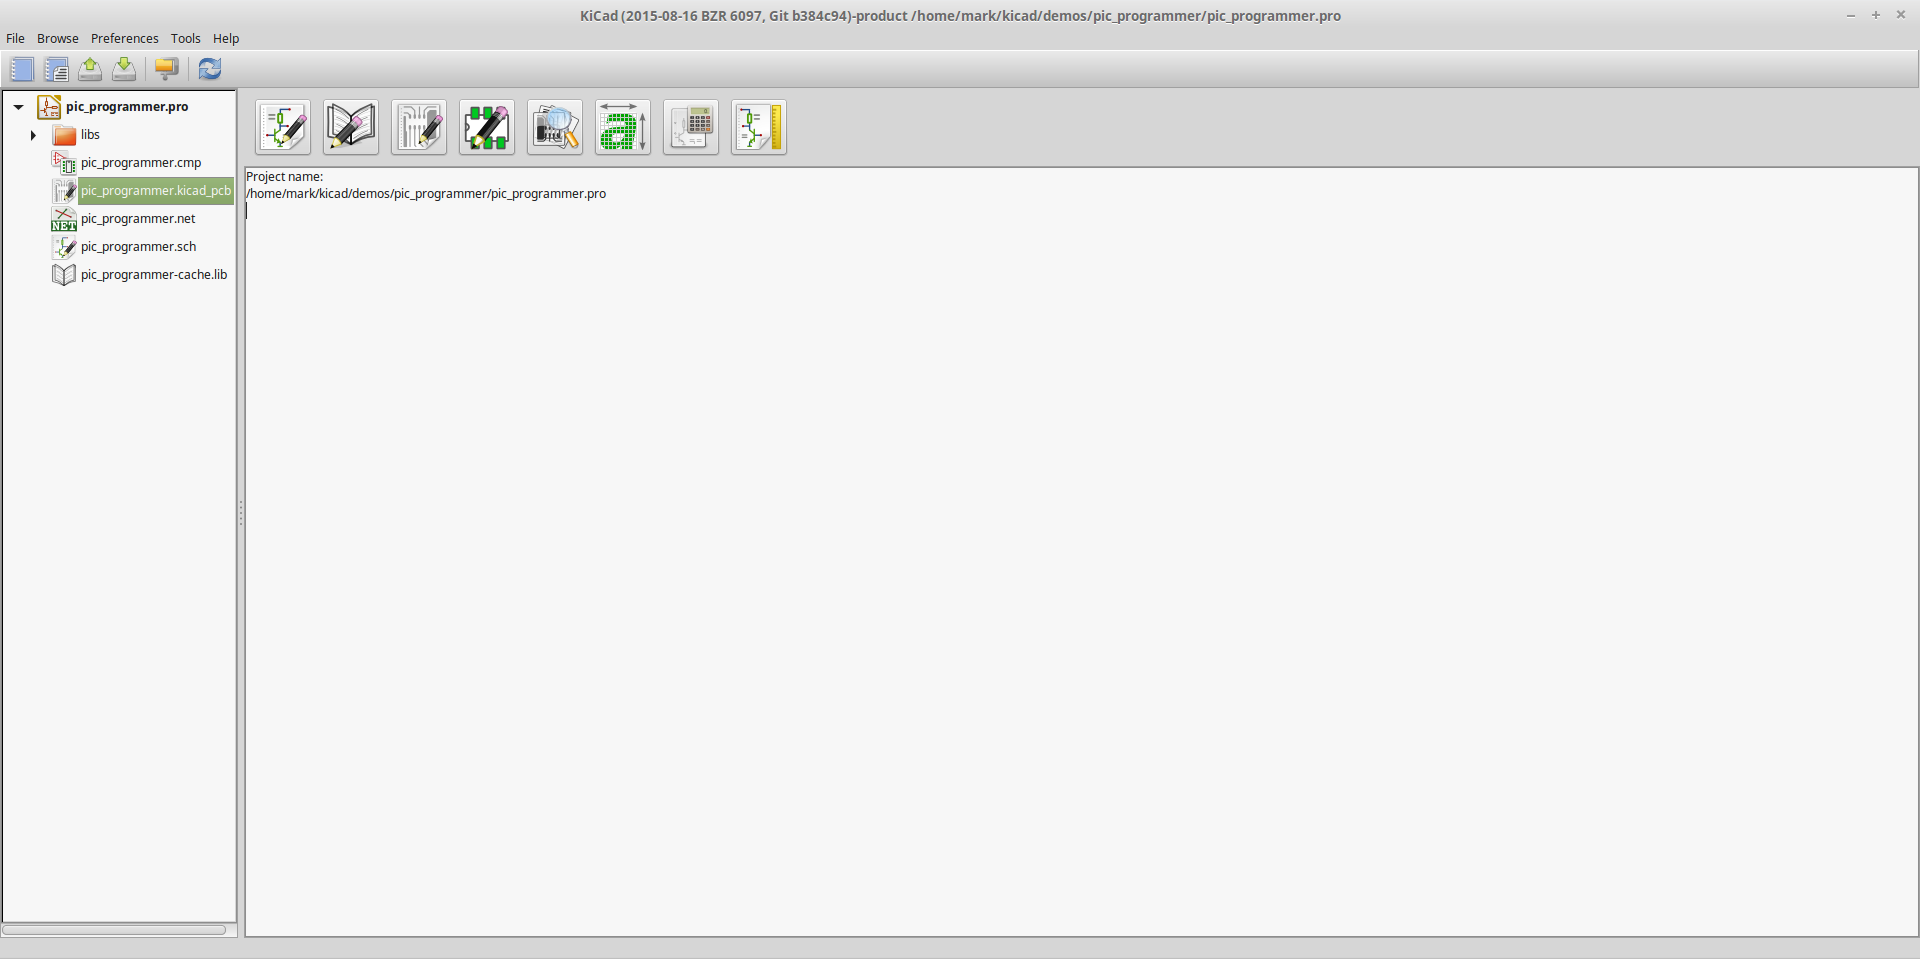 KiCad (2015-08-16 BZR 6097, Git b384c94)-product /home/mark/kicad/demos/pic_programmer/pic_programmer.pro
File Browse Preferences Tools Help
pic_programmer.pro
libs
pic_programmer.cmp
pic_programmer.kicad_pcb
NET pic_programmer.net
pic_programmer.sch
pic_programmer-cache.lib
a
Project name:
/home/mark/kicad/demos/pic_programmer/pic_programmer.pro